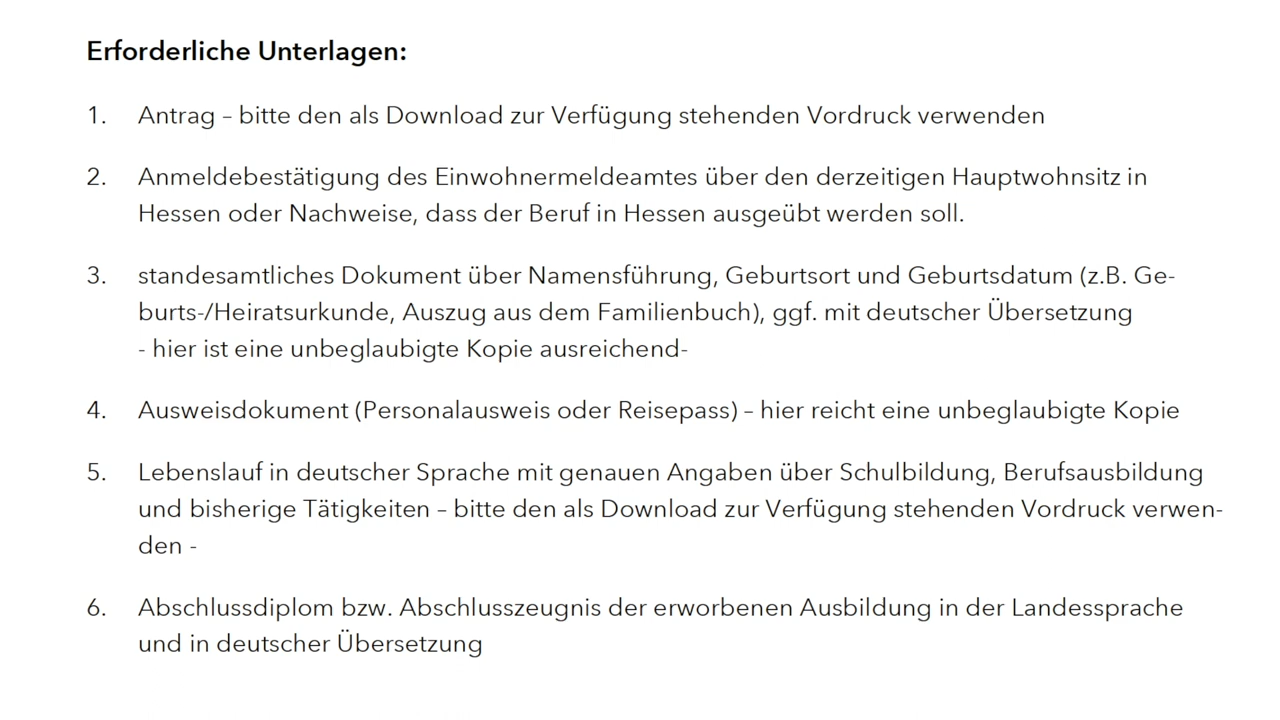 Erforderliche Unterlagen:
1. Antrag – bitte den als Download zur Verfügung stehenden Vordruck verwenden
2. Anmeldebestätigung des Einwohnermeldeamtes über den derzeitigen Hauptwohnsitz in
Hessen oder Nachweise, dass der Beruf in Hessen ausgeübt werden soll.
3. standesamtliches Dokument über Namensführung, Geburtsort und Geburtsdatum (z.B. Ge-
burts-/Heiratsurkunde, Auszug aus dem Familienbuch), ggf. mit deutscher Übersetzung
- hier ist eine unbeglaubigte Kopie ausreichend-
4. Ausweisdokument (Personalausweis oder Reisepass) – hier reicht eine unbeglaubigte Kopie
5. Lebenslauf in deutscher Sprache mit genauen Angaben über Schulbildung, Berufsausbildung
und bisherige Tätigkeiten – bitte den als Download zur Verfügung stehenden Vordruck verwen-
den -
6. Abschlussdiplom bzw. Abschlusszeugnis der erworbenen Ausbildung in der Landessprache
und in deutscher Übersetzung